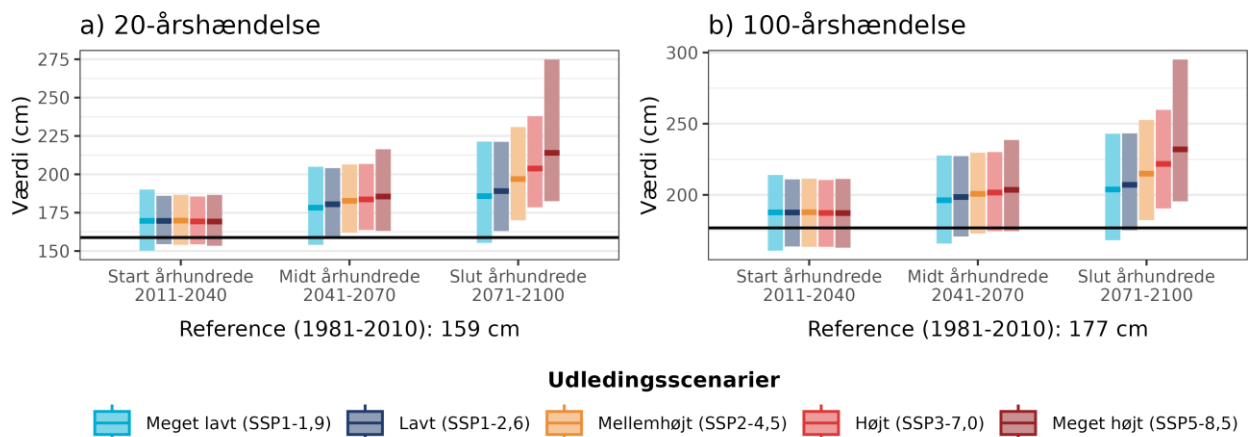 a) 20-årshændelse
Værdi (cm)
275
250
225
200
175
150
Start århundrede
2011-2040
Midt århundrede
2041-2070
Slut århundrede
2071-2100
Reference (1981-2010): 159 cm
b) 100-årshændelse
Værdi (cm)
300
250
200
Start århundrede
2011-2040
Midt århundrede
2041-2070
Slut århundrede
2071-2100
Reference (1981-2010): 177 cm
Udledingsscenarier
Meget lavt (SSP1-1,9)
Lavt (SSP1-2,6)
Mellemhøjt (SSP2-4,5)
Højt (SSP3-7,0)
Meget højt (SSP5-8,5)